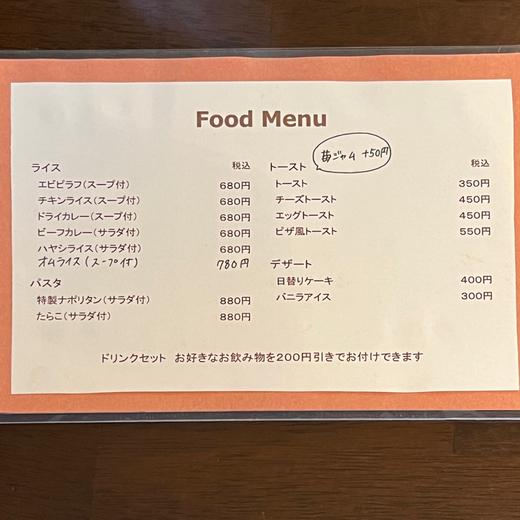 Food Menu
ライス 税込
エビピラフ(スープ付) 680円
チキンライス(スープ付) 680円
ドライカレー(スープ付) 680円
ビーフカレー(サラダ付) 680円
ハヤシライス(サラダ付) 680円
オムライス(スープ付) 780円
パスタ
特製ナポリタン(サラダ付) 880円
たらこ(サラダ付) 880円
苺ジャム +50円
トースト 税込
トースト 350円
チーズトースト 450円
エッグトースト 450円
ピザ風トースト 550円
デザート
日替りケーキ 400円
バニラアイス 300円
ドリンクセット お好きなお飲み物を200円引きでお付けできます